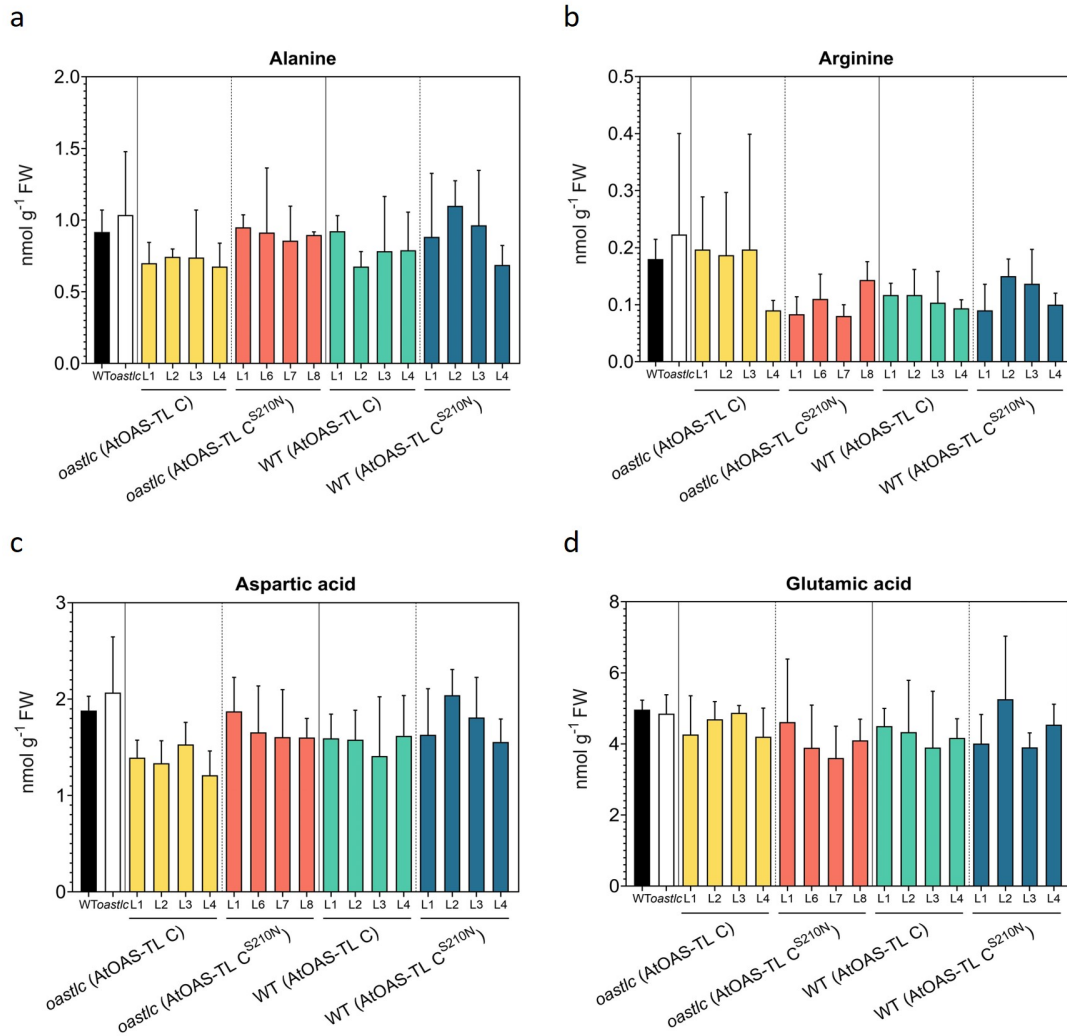 a
Alanine
nmol g⁻¹ FW
2.0
1.5
1.0
0.5
0.0
WT oastlc L1 L2 L3 L4 L1 L6 L7 L8 L1 L2 L3 L4 L1 L2 L3 L4
oastlc (AtOAS-TL C)
oastlc (AtOAS-TL C^S210N)
WT (AtOAS-TL C)
WT (AtOAS-TL C^S210N)
b
Arginine
nmol g⁻¹ FW
0.5
0.4
0.3
0.2
0.1
0.0
WT oastlc L1 L2 L3 L4 L1 L6 L7 L8 L1 L2 L3 L4 L1 L2 L3 L4
oastlc (AtOAS-TL C)
oastlc (AtOAS-TL C^S210N)
WT (AtOAS-TL C)
WT (AtOAS-TL C^S210N)
c
Aspartic acid
nmol g⁻¹ FW
3
2
1
0
WT oastlc L1 L2 L3 L4 L1 L6 L7 L8 L1 L2 L3 L4 L1 L2 L3 L4
oastlc (AtOAS-TL C)
oastlc (AtOAS-TL C^S210N)
WT (AtOAS-TL C)
WT (AtOAS-TL C^S210N)
d
Glutamic acid
nmol g⁻¹ FW
8
6
4
2
0
WT oastlc L1 L2 L3 L4 L1 L6 L7 L8 L1 L2 L3 L4 L1 L2 L3 L4
oastlc (AtOAS-TL C)
oastlc (AtOAS-TL C^S210N)
WT (AtOAS-TL C)
WT (AtOAS-TL C^S210N)